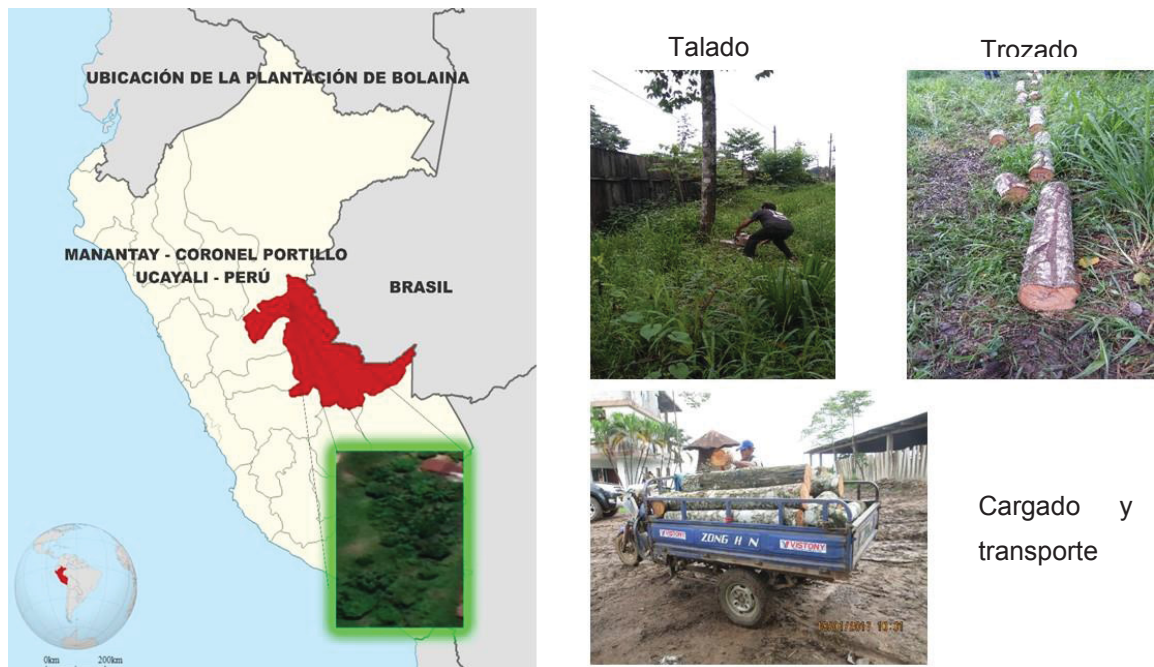 UBICACIÓN DE LA PLANTACIÓN DE BOLAINA
MANANTAY - CORONEL PORTILLO
UCAYALI - PERÚ
BRASIL
0km 200km
Talado
Trozado
VISTONY
ZONG H N
VISTONY
Cargado y
transporte